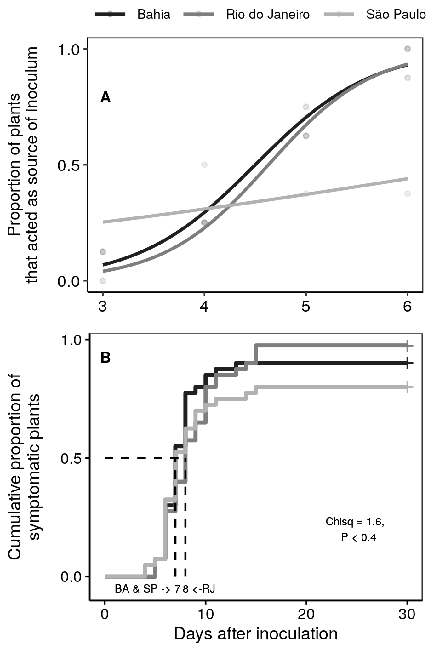 Bahia Rio do Janeiro São Paulo
1.0
A
Proportion of plants
that acted as source of Inoculum
0.5
0.0
3 4 5 6
1.0
B
Cumulative proportion of
symptomatic plants
0.5
Chisq = 1.6,
P < 0.4
0.0
BA & SP -> 7 8 <-RJ
0 10 20 30
Days after inoculation